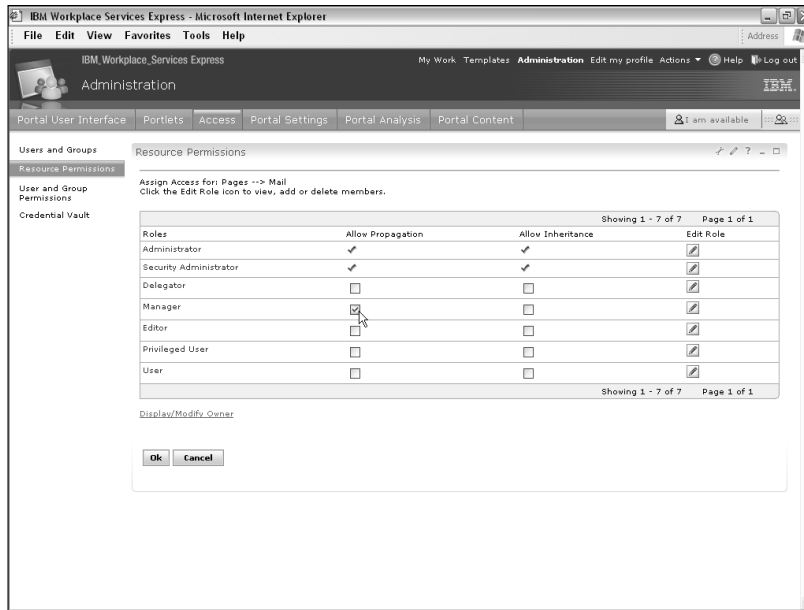 IBM Workplace Services Express - Microsoft Internet Explorer
File Edit View Favorites Tools Help Address
IBM_Workplace_Services Express My Work Templates Administration Edit my profile Actions Help Log out
Administration IBM.
Portal User Interface Portlets Access Portal Settings Portal Analysis Portal Content I am available
Users and Groups
Resource Permissions
User and Group
Permissions
Credential Vault
Resource Permissions ?
Assign Access for: Pages --> Mail
Click the Edit Role icon to view, add or delete members.
Showing 1 - 7 of 7 Page 1 of 1
Roles Allow Propagation Allow Inheritance Edit Role
Administrator
Security Administrator
Delegator
Manager
Editor
Privileged User
User
Showing 1 - 7 of 7 Page 1 of 1
Display/Modify Owner
Ok Cancel